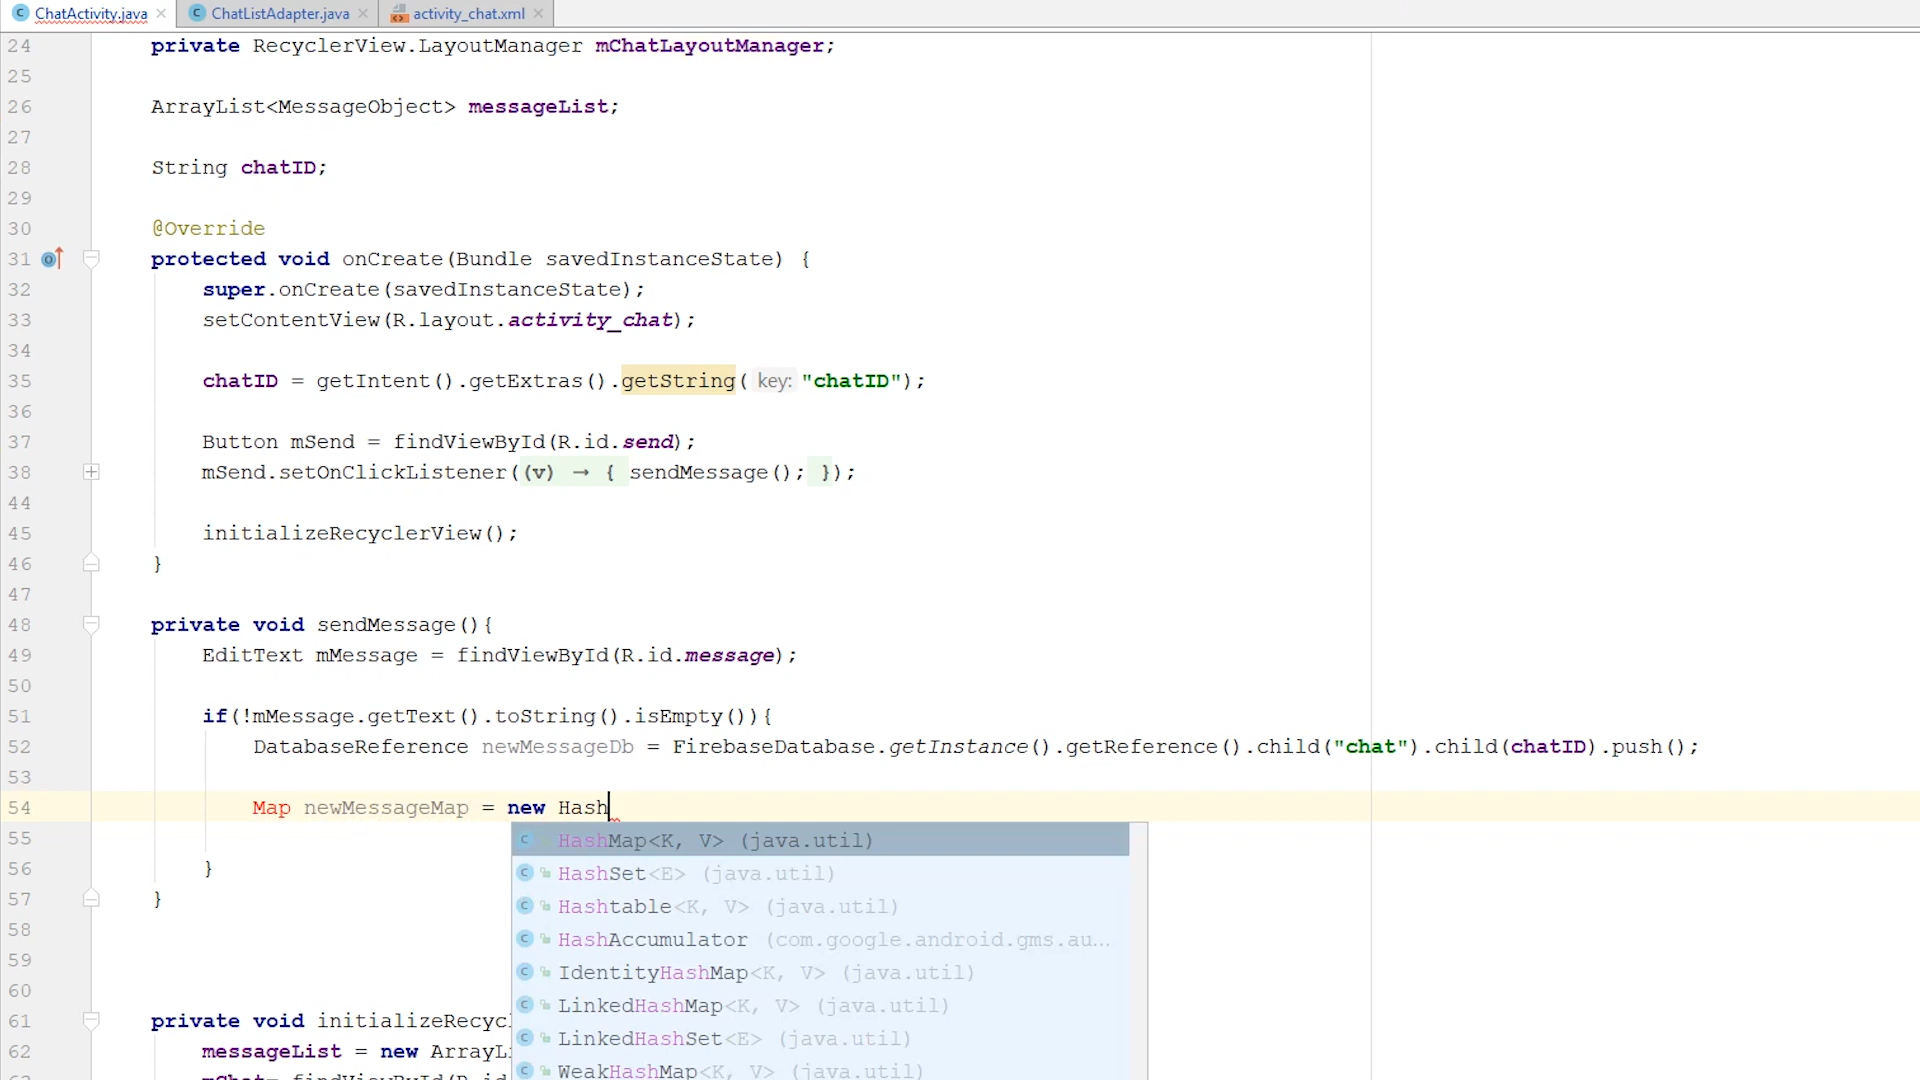 ChatActivity.java ChatListAdapter.java activity_chat.xml
24 private RecyclerView.LayoutManager mChatLayoutManager;
25
26 ArrayList<MessageObject> messageList;
27
28 String chatID;
29
30 @Override
31 protected void onCreate(Bundle savedInstanceState) {
32 super.onCreate(savedInstanceState);
33 setContentView(R.layout.activity_chat);
34
35 chatID = getIntent().getExtras().getString( key: "chatID");
36
37 Button mSend = findViewById(R.id.send);
38 mSend.setOnClickListener((v) → { sendMessage(); });
44
45 initializeRecyclerView();
46 }
47
48 private void sendMessage(){
49 EditText mMessage = findViewById(R.id.message);
50
51 if(!mMessage.getText().toString().isEmpty()){
52 DatabaseReference newMessageDb = FirebaseDatabase.getInstance().getReference().child("chat").child(chatID).push();
53
54 Map newMessageMap = new Hash
55 HashMap<K, V> (java.util)
HashSet<E> (java.util)
56 }
57 } Hashtable<K, V> (java.util)
58 HashAccumulator (com.google.android.gms.au...
59 IdentityHashMap<K, V> (java.util)
60 LinkedHashMap<K, V> (java.util)
61 private void initializeRecyc
LinkedHashSet<E> (java.util)
62 messageList = new ArrayL
WeakHashMap<K, V> (java.util)